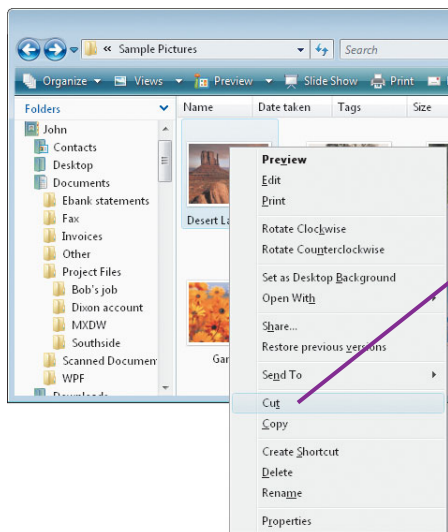 « Sample Pictures
Search
Organize Views Preview Slide Show Print
Folders
Name Date taken Tags Size
John
Contacts
Desktop
Documents
Ebank statements
Fax
Invoices
Other
Project Files
Bob's job
Dixon account
MXDW
Southside
Scanned Documen
WPF
Desert La
Gar
Preview
Edit
Print
Rotate Clockwise
Rotate Counterclockwise
Set as Desktop Background
Open With
Share...
Restore previous versions
Send To
Cut
Copy
Create Shortcut
Delete
Rename
Properties